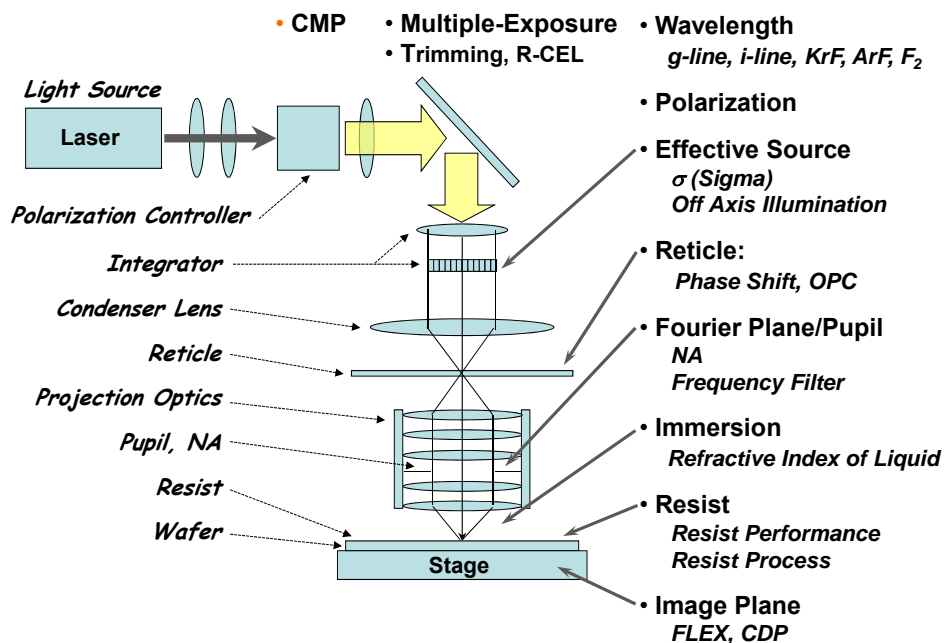 • CMP
• Multiple-Exposure
• Trimming, R-CEL
Light Source
Laser
Polarization Controller
Integrator
Condenser Lens
Reticle
Projection Optics
Pupil, NA
Resist
Wafer
Stage
• Wavelength
g-line, i-line, KrF, ArF, F₂
• Polarization
• Effective Source
σ (Sigma)
Off Axis Illumination
• Reticle:
Phase Shift, OPC
• Fourier Plane/Pupil
NA
Frequency Filter
• Immersion
Refractive Index of Liquid
• Resist
Resist Performance
Resist Process
• Image Plane
FLEX, CDP